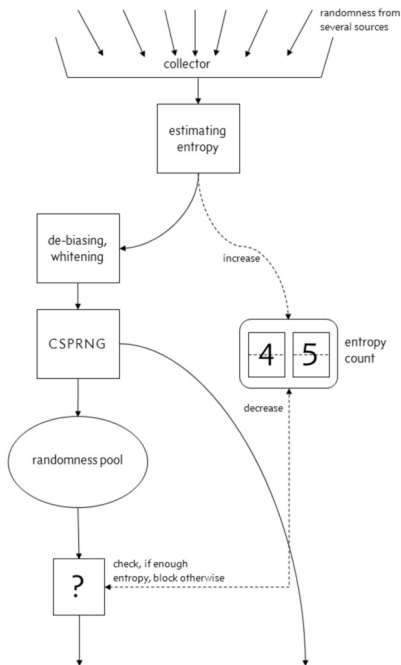 randomness from
several sources
collector
estimating
entropy
de-biasing,
whitening
increase
CSPRNG
4 5
entropy
count
decrease
randomness pool
check, if enough
entropy, block otherwise
?